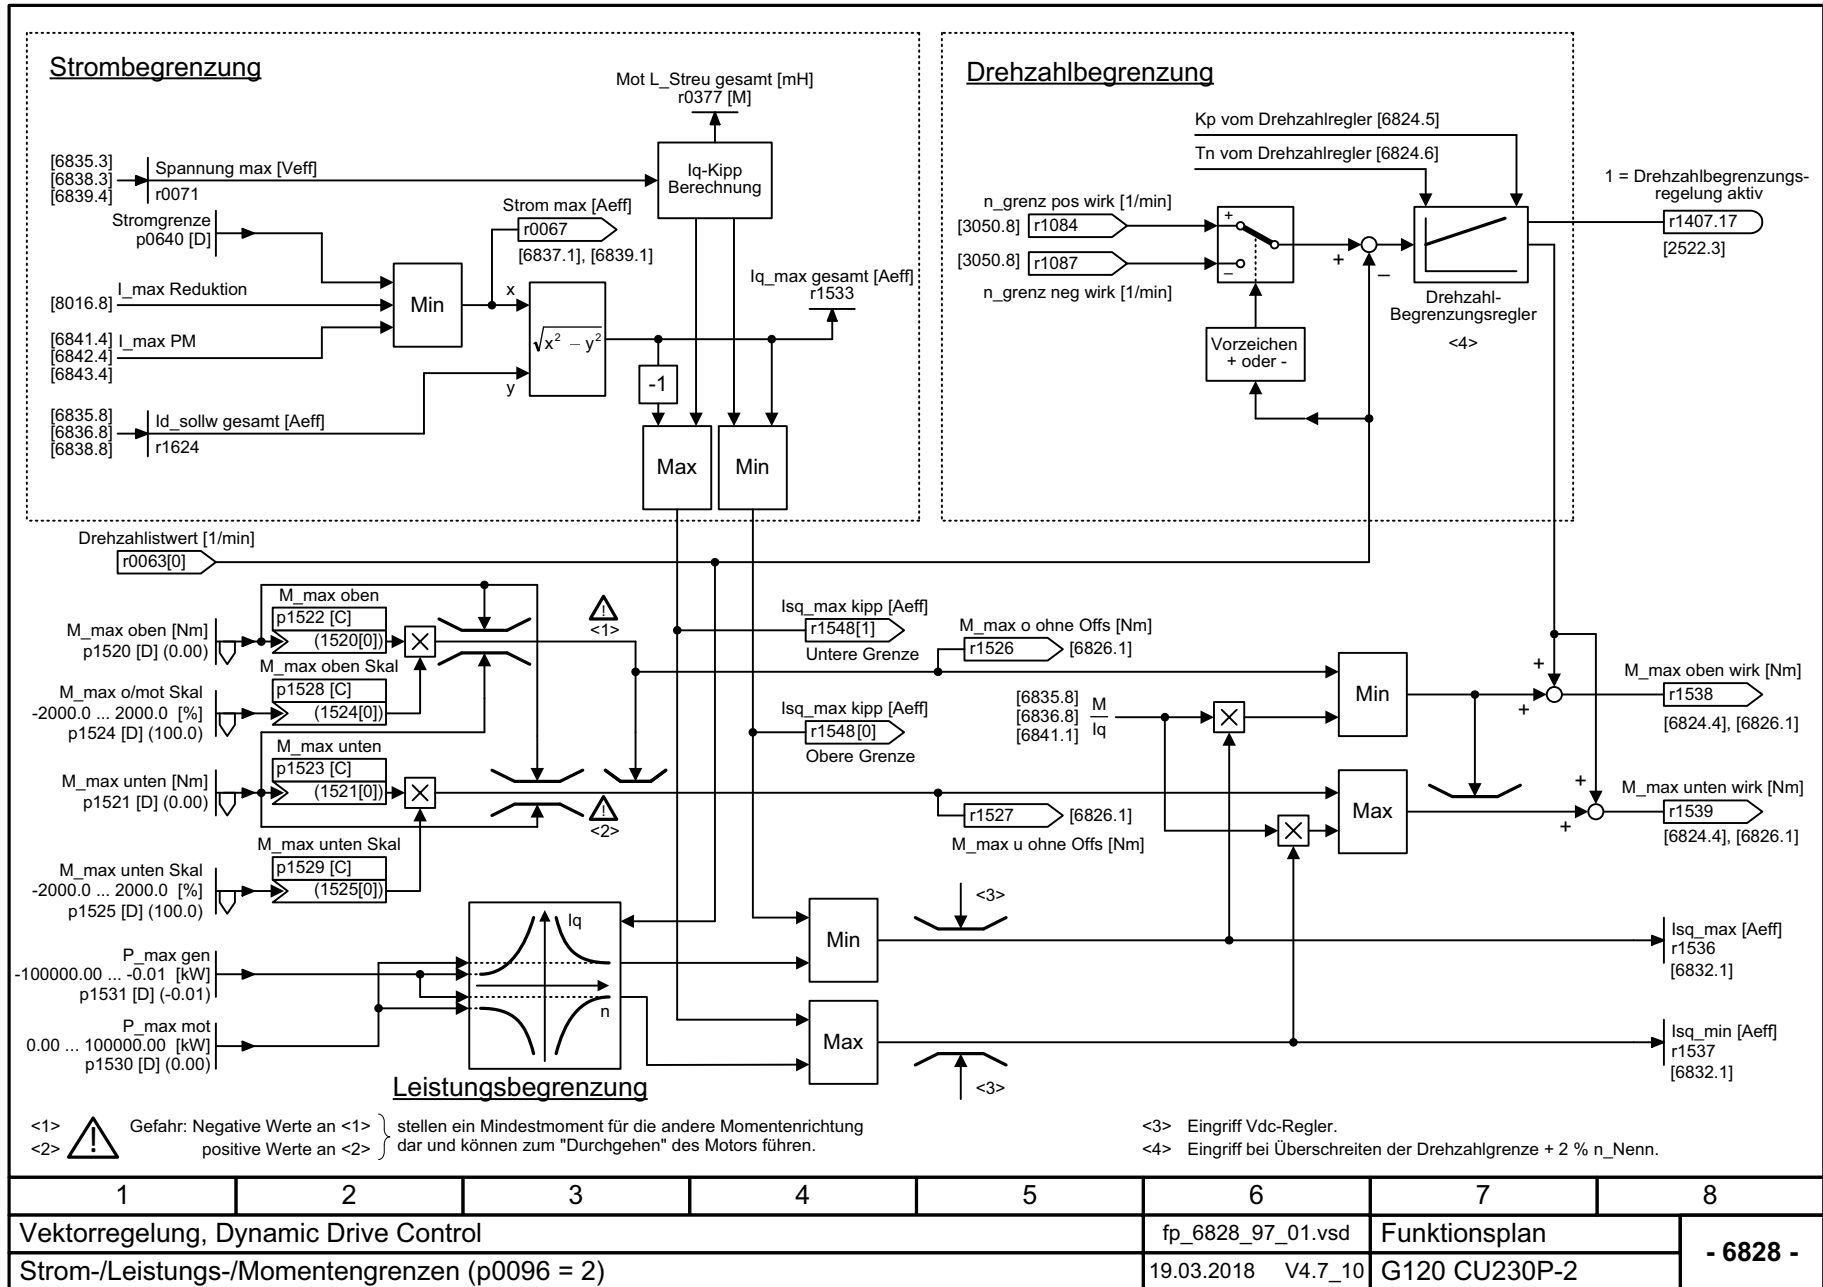 Strombegrenzung
Mot L_Streu gesamt [mH]
r0377 [M]
[6835.3]
[6838.3]
[6839.4]
Spannung max [Veff]
r0071
Iq-Kipp
Berechnung
Stromgrenze
p0640 [D]
Strom max [Aeff]
r0067
[6837.1], [6839.1]
[8016.8]
I_max Reduktion
Min
x
√x² – y²
y
Iq_max gesamt [Aeff]
r1533
[6841.4]
[6842.4]
[6843.4]
I_max PM
-1
[6835.8]
[6836.8]
[6838.8]
Id_sollw gesamt [Aeff]
r1624
Max
Min
Drehzahlbegrenzung
Kp vom Drehzahlregler [6824.5]
Tn vom Drehzahlregler [6824.6]
n_grenz pos wirk [1/min]
[3050.8]
r1084
[3050.8]
r1087
n_grenz neg wirk [1/min]
+
–
+
–
Vorzeichen
+ oder -
Drehzahl-
Begrenzungsregler
<4>
1 = Drehzahlbegrenzungs-
regelung aktiv
r1407.17
[2522.3]
Drehzahlistwert [1/min]
r0063[0]
M_max oben [Nm]
p1520 [D] (0.00)
M_max oben
p1522 [C]
(1520[0])
M_max o/mot Skal
-2000.0 ... 2000.0 [%]
p1524 [D] (100.0)
M_max oben Skal
p1528 [C]
(1524[0])
M_max unten [Nm]
p1521 [D] (0.00)
M_max unten
p1523 [C]
(1521[0])
M_max unten Skal
-2000.0 ... 2000.0 [%]
p1525 [D] (100.0)
M_max unten Skal
p1529 [C]
(1525[0])
!
<1>
!
<2>
Isq_max kipp [Aeff]
r1548[1]
Untere Grenze
Isq_max kipp [Aeff]
r1548[0]
Obere Grenze
M_max o ohne Offs [Nm]
r1526
[6826.1]
[6835.8]
[6836.8]
[6841.1]
M
Iq
r1527
[6826.1]
M_max u ohne Offs [Nm]
Min
Max
+
+
+
+
M_max oben wirk [Nm]
r1538
[6824.4], [6826.1]
M_max unten wirk [Nm]
r1539
[6824.4], [6826.1]
P_max gen
-100000.00 ... -0.01 [kW]
p1531 [D] (-0.01)
P_max mot
0.00 ... 100000.00 [kW]
p1530 [D] (0.00)
Iq
n
Leistungsbegrenzung
Min
Max
<3>
<3>
Isq_max [Aeff]
r1536
[6832.1]
Isq_min [Aeff]
r1537
[6832.1]
<1>
<2>
!
Gefahr: Negative Werte an <1>
positive Werte an <2>
stellen ein Mindestmoment für die andere Momentenrichtung
dar und können zum "Durchgehen" des Motors führen.
<3> Eingriff Vdc-Regler.
<4> Eingriff bei Überschreiten der Drehzahlgrenze + 2 % n_Nenn.
1 2 3 4 5 6 7 8
Vektorregelung, Dynamic Drive Control
fp_6828_97_01.vsd
Funktionsplan
- 6828 -
Strom-/Leistungs-/Momentengrenzen (p0096 = 2)
19.03.2018 V4.7_10
G120 CU230P-2